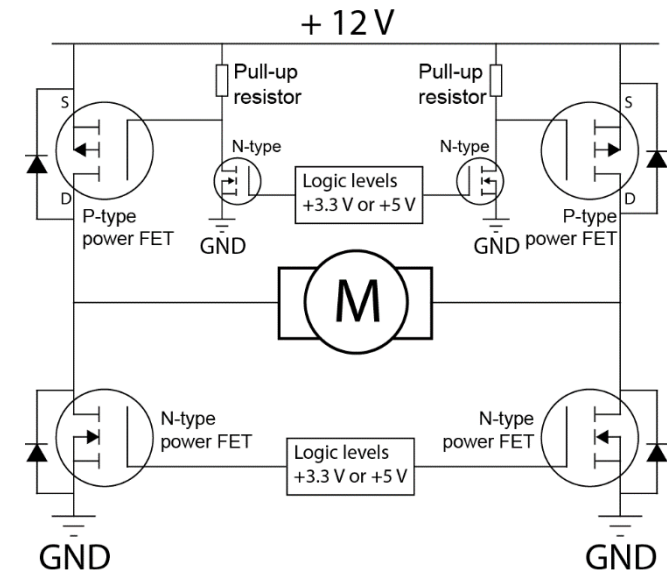 + 12 V
Pull-up
resistor
Pull-up
resistor
S
S
N-type
N-type
Logic levels
+3.3 V or +5 V
D
D
P-type
power FET
GND
GND
P-type
power FET
M
N-type
power FET
N-type
power FET
Logic levels
+3.3 V or +5 V
GND
GND